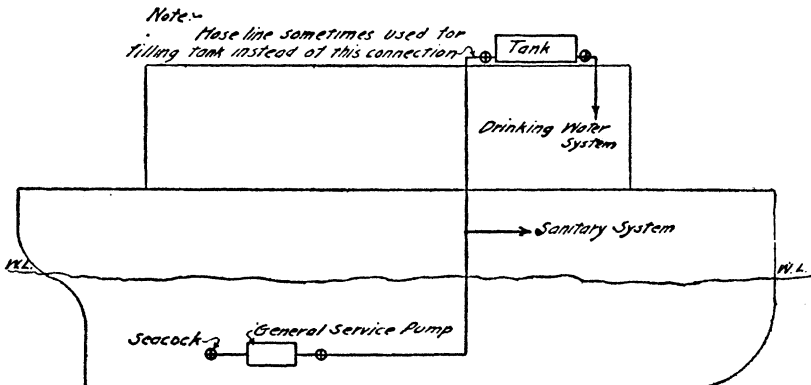 Note:-
Hose line sometimes used for
filling tank instead of this connection
Tank
Drinking Water
System
Sanitary System
W.L.
W.L.
Seacock
General Service Pump